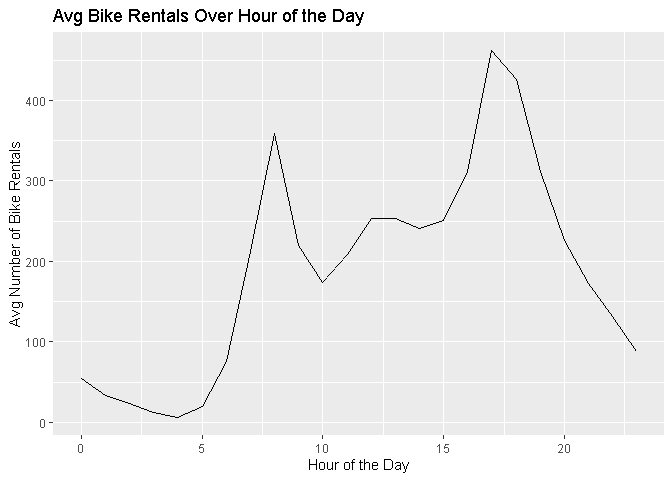 Avg Bike Rentals Over Hour of the Day
Avg Number of Bike Rentals
400
300
200
100
0
0 5 10 15 20
Hour of the Day